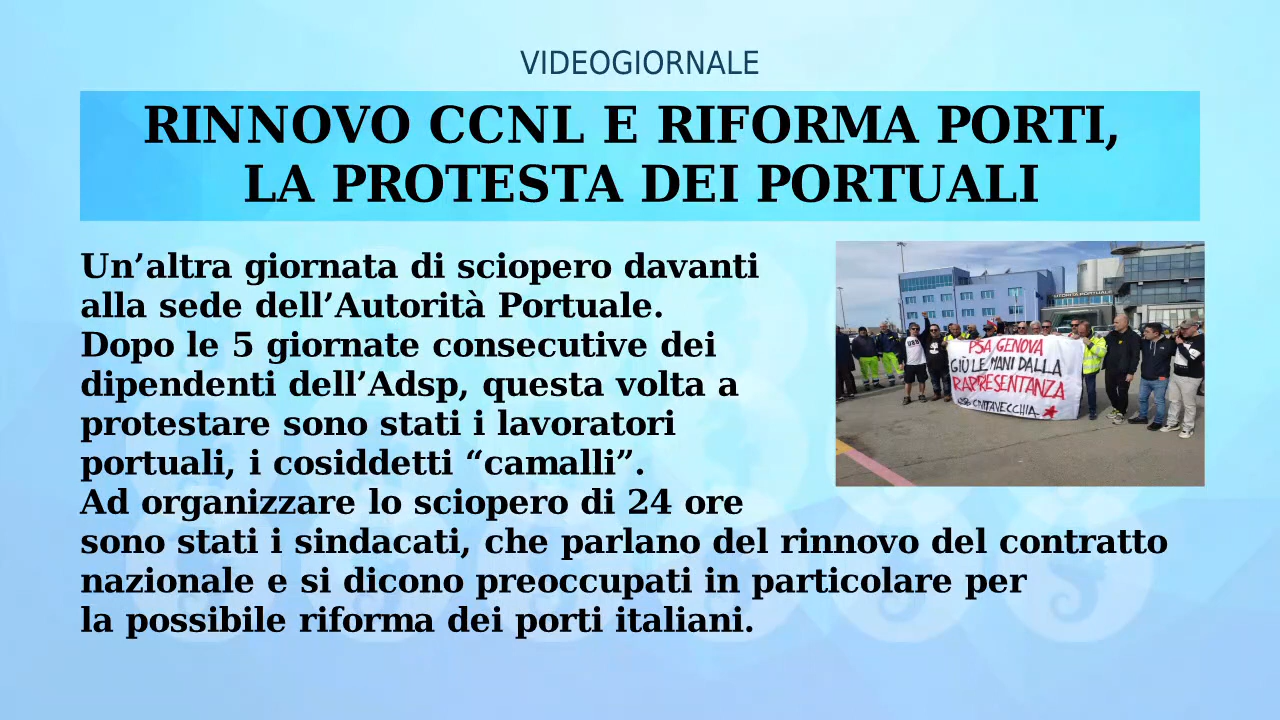 VIDEOGIORNALE
RINNOVO CCNL E RIFORMA PORTI,
LA PROTESTA DEI PORTUALI
Un’altra giornata di sciopero davanti
alla sede dell’Autorità Portuale.
Dopo le 5 giornate consecutive dei
dipendenti dell’Adsp, questa volta a
protestare sono stati i lavoratori
portuali, i cosiddetti “camalli”.
Ad organizzare lo sciopero di 24 ore
sono stati i sindacati, che parlano del rinnovo del contratto
nazionale e si dicono preoccupati in particolare per
la possibile riforma dei porti italiani.
AUTORITÀ PORTUALE
PSA GENOVA
GIÙ LE MANI DALLA
RAPPRESENTANZA
USB CIVITAVECCHIA